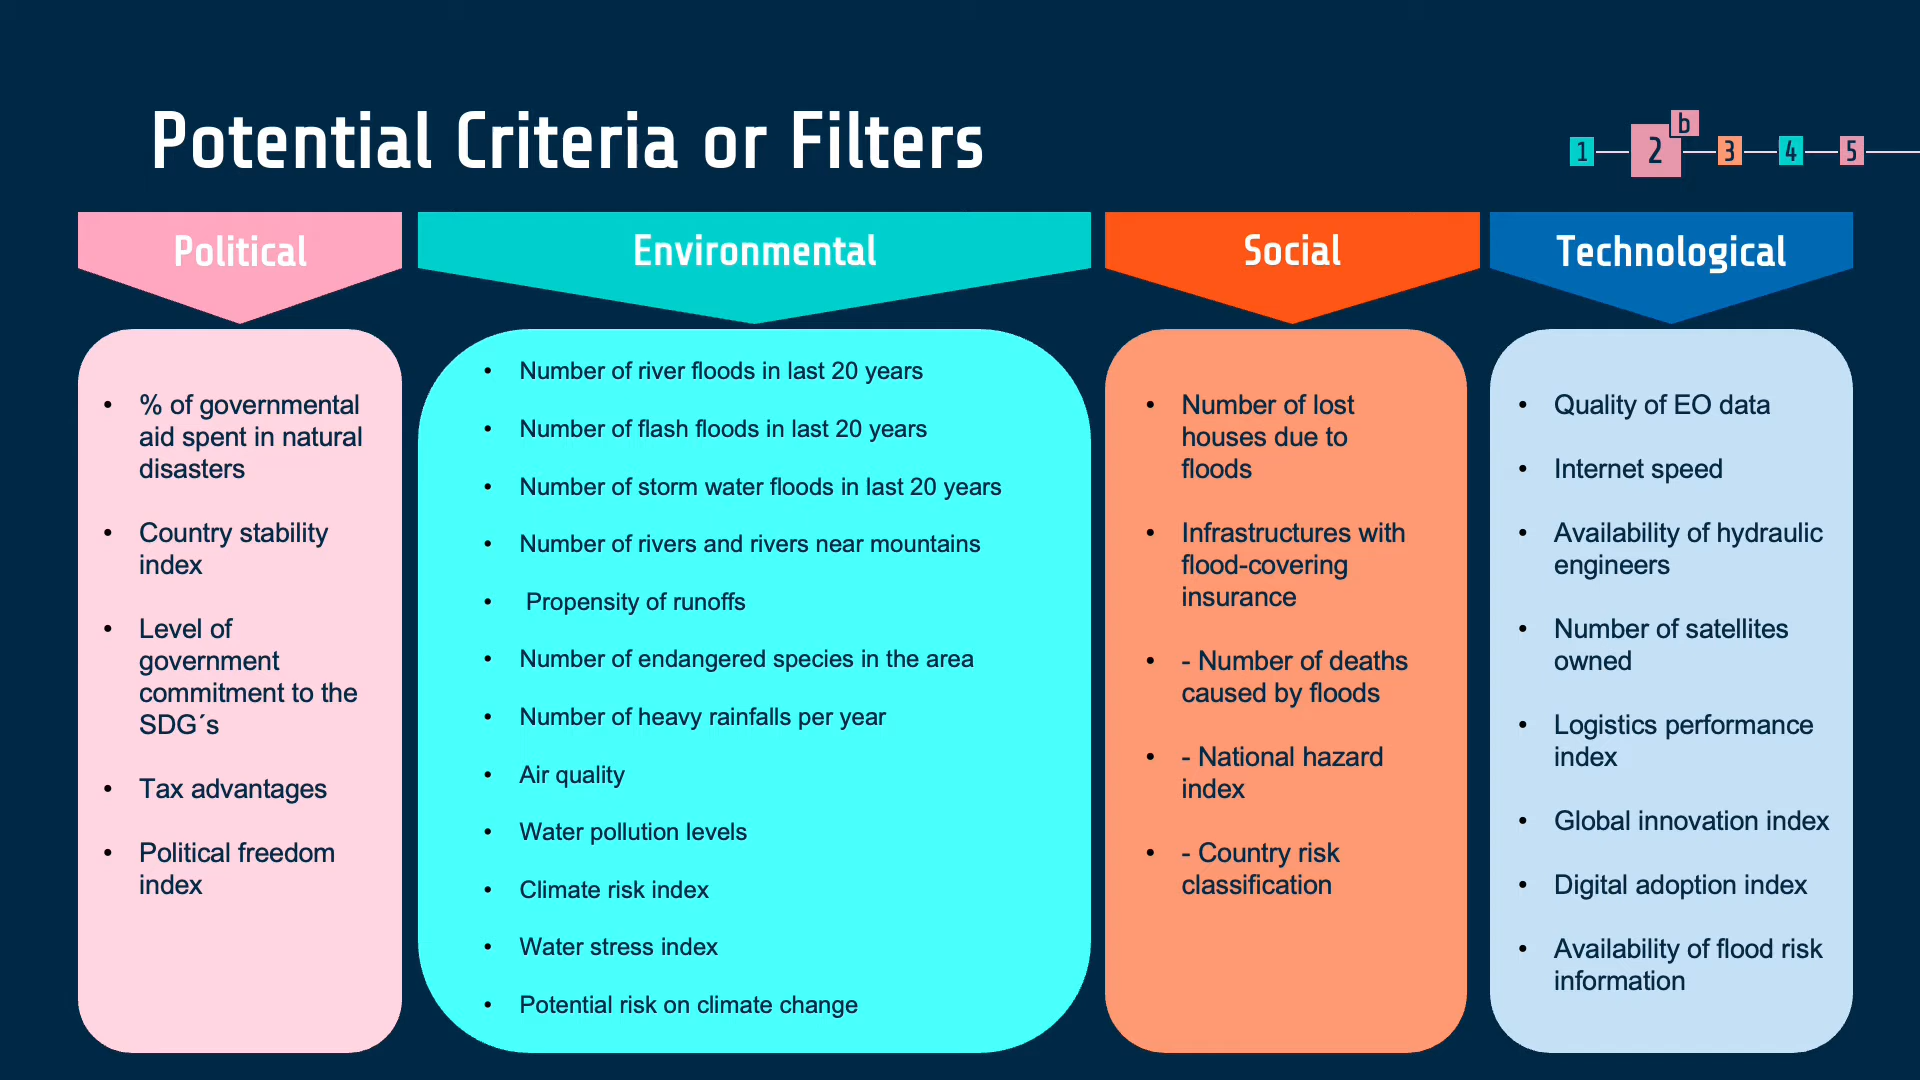 Potential Criteria or Filters
1
2
b
3
4
5
Political
• % of governmental
aid spent in natural
disasters
• Country stability
index
• Level of
government
commitment to the
SDG´s
• Tax advantages
• Political freedom
index
Environmental
• Number of river floods in last 20 years
• Number of flash floods in last 20 years
• Number of storm water floods in last 20 years
• Number of rivers and rivers near mountains
• Propensity of runoffs
• Number of endangered species in the area
• Number of heavy rainfalls per year
• Air quality
• Water pollution levels
• Climate risk index
• Water stress index
• Potential risk on climate change
Social
• Number of lost
houses due to
floods
• Infrastructures with
flood-covering
insurance
• - Number of deaths
caused by floods
• - National hazard
index
• - Country risk
classification
Technological
• Quality of EO data
• Internet speed
• Availability of hydraulic
engineers
• Number of satellites
owned
• Logistics performance
index
• Global innovation index
• Digital adoption index
• Availability of flood risk
information